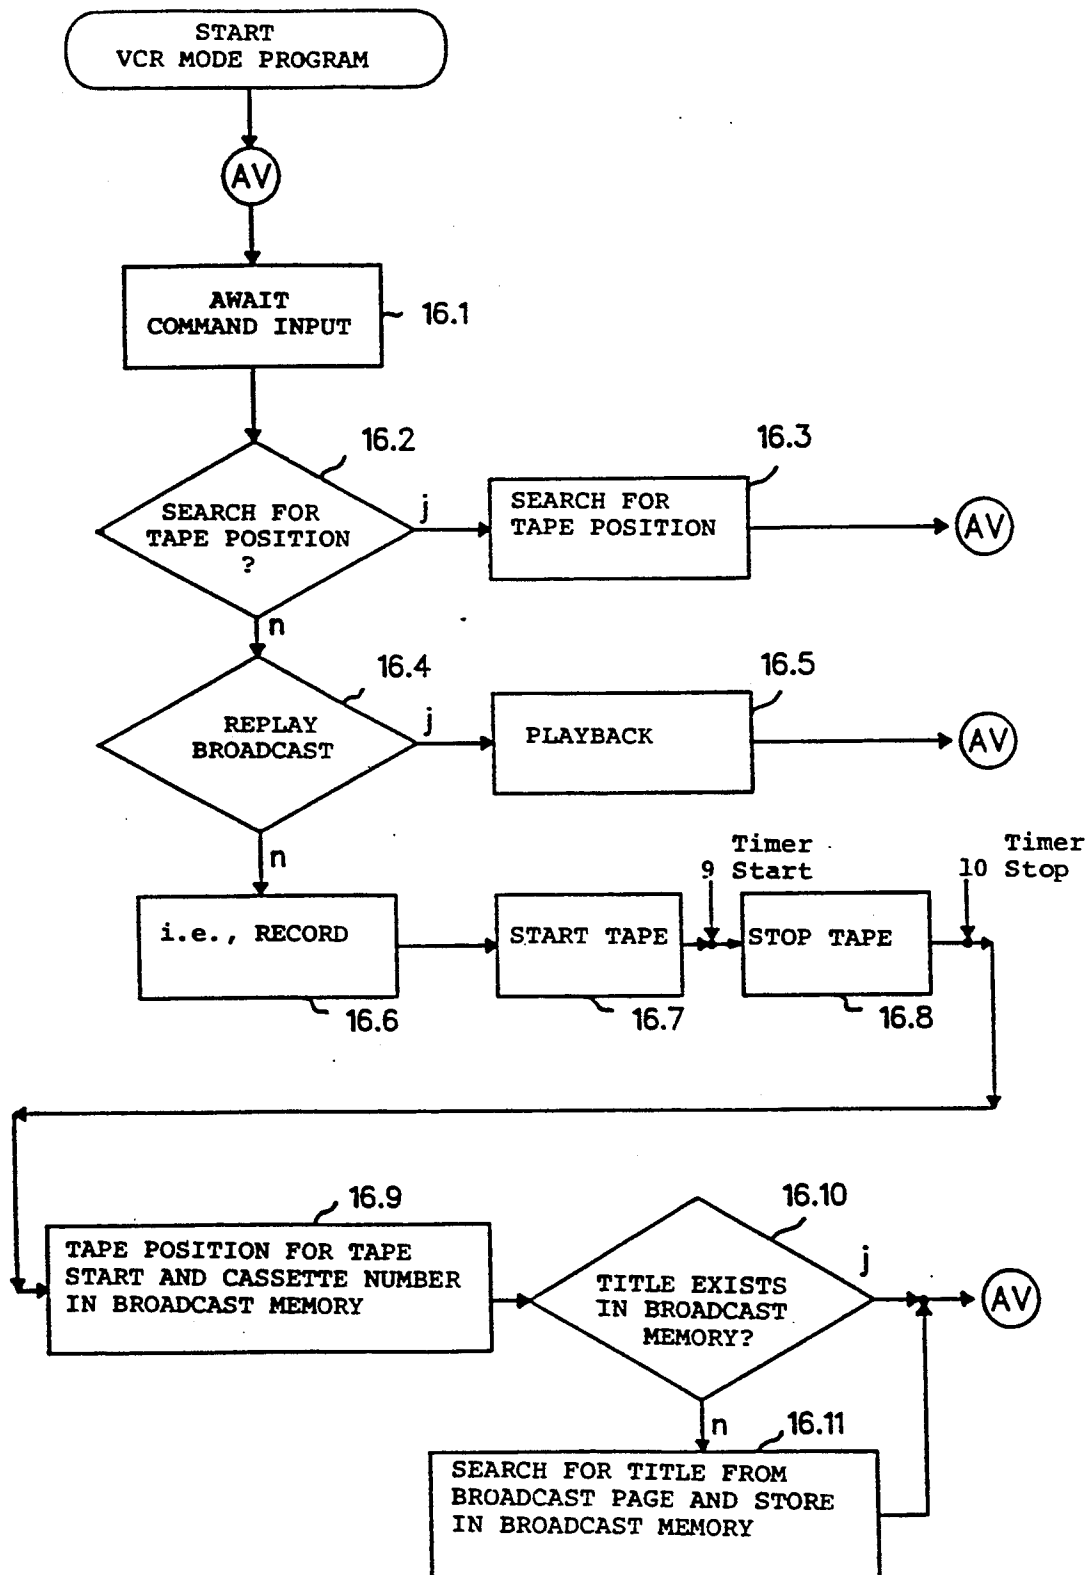 START
VCR MODE PROGRAM
AV
AWAIT
COMMAND INPUT
16.1
16.2
SEARCH FOR
TAPE POSITION
?
j
n
16.3
SEARCH FOR
TAPE POSITION
AV
16.4
REPLAY
BROADCAST
j
n
16.5
PLAYBACK
AV
i.e., RECORD
16.6
START TAPE
16.7
Timer
9 Start
STOP TAPE
16.8
Timer
10 Stop
16.9
TAPE POSITION FOR TAPE
START AND CASSETTE NUMBER
IN BROADCAST MEMORY
16.10
TITLE EXISTS
IN BROADCAST
MEMORY?
j
AV
n
16.11
SEARCH FOR TITLE FROM
BROADCAST PAGE AND STORE
IN BROADCAST MEMORY